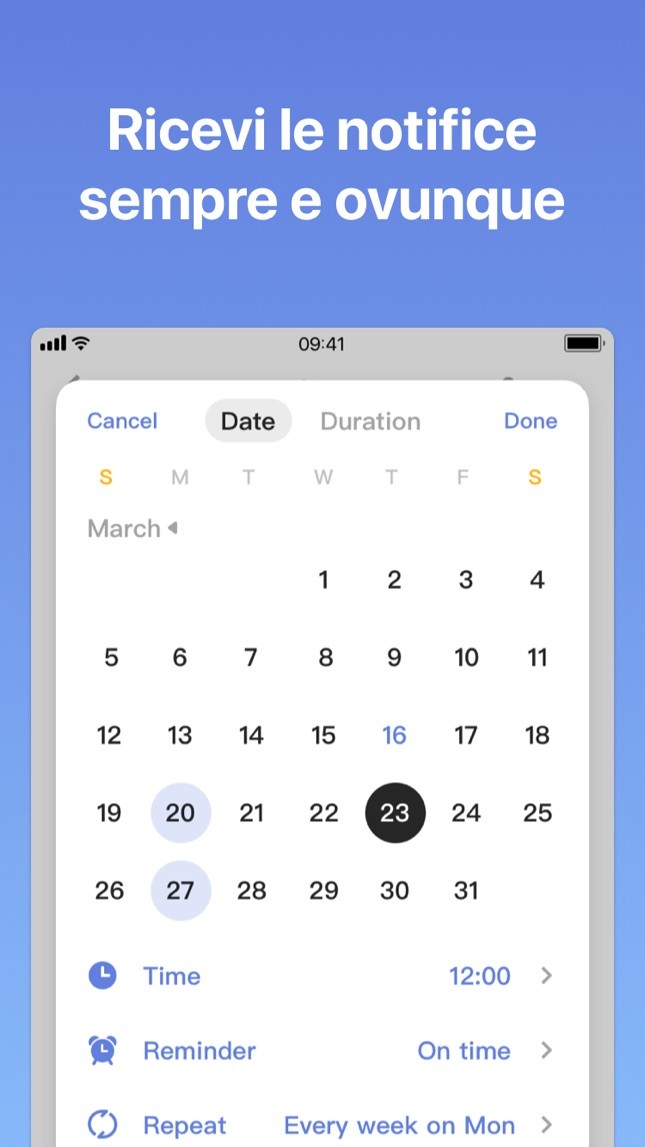 Ricevi le notifice
sempre e ovunque
09:41
Cancel Date Duration Done
S M T W T F S
March
1 2 3 4
5 6 7 8 9 10 11
12 13 14 15 16 17 18
19 20 21 22 23 24 25
26 27 28 29 30 31
Time 12:00
Reminder On time
Repeat Every week on Mon